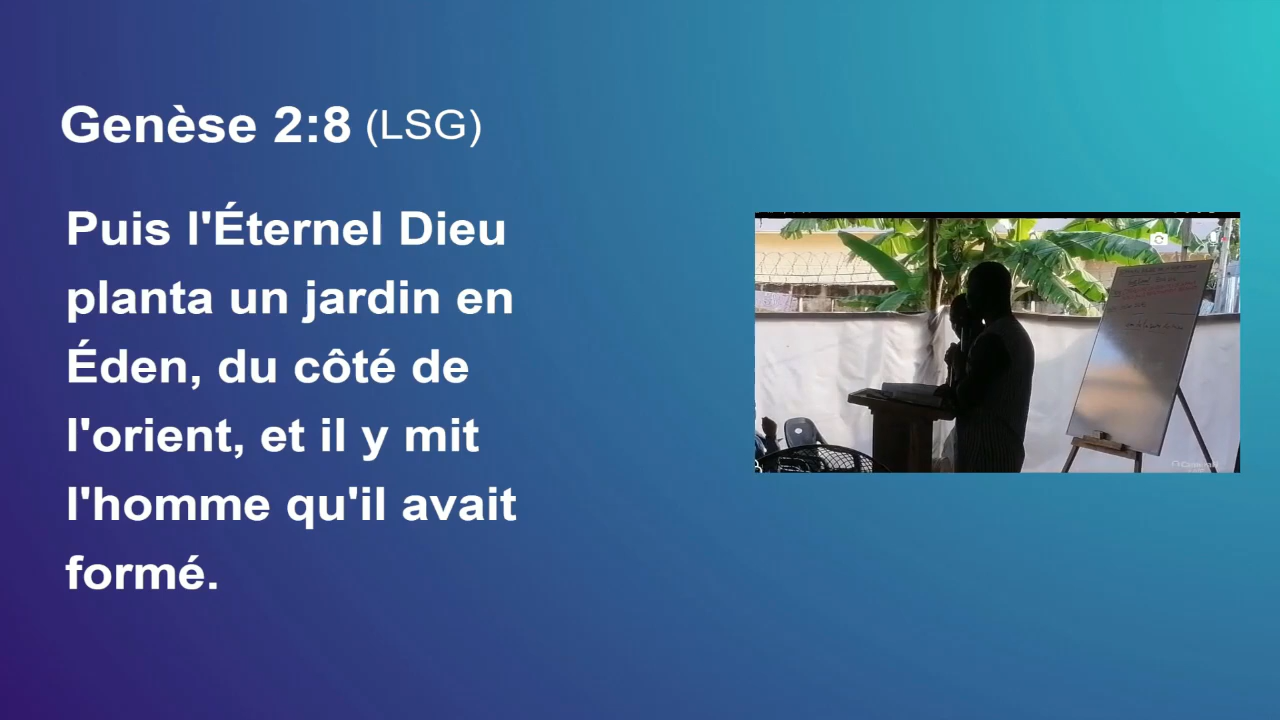 Genèse 2:8 (LSG)
Puis l'Éternel Dieu
planta un jardin en
Éden, du côté de
l'orient, et il y mit
l'homme qu'il avait
formé.